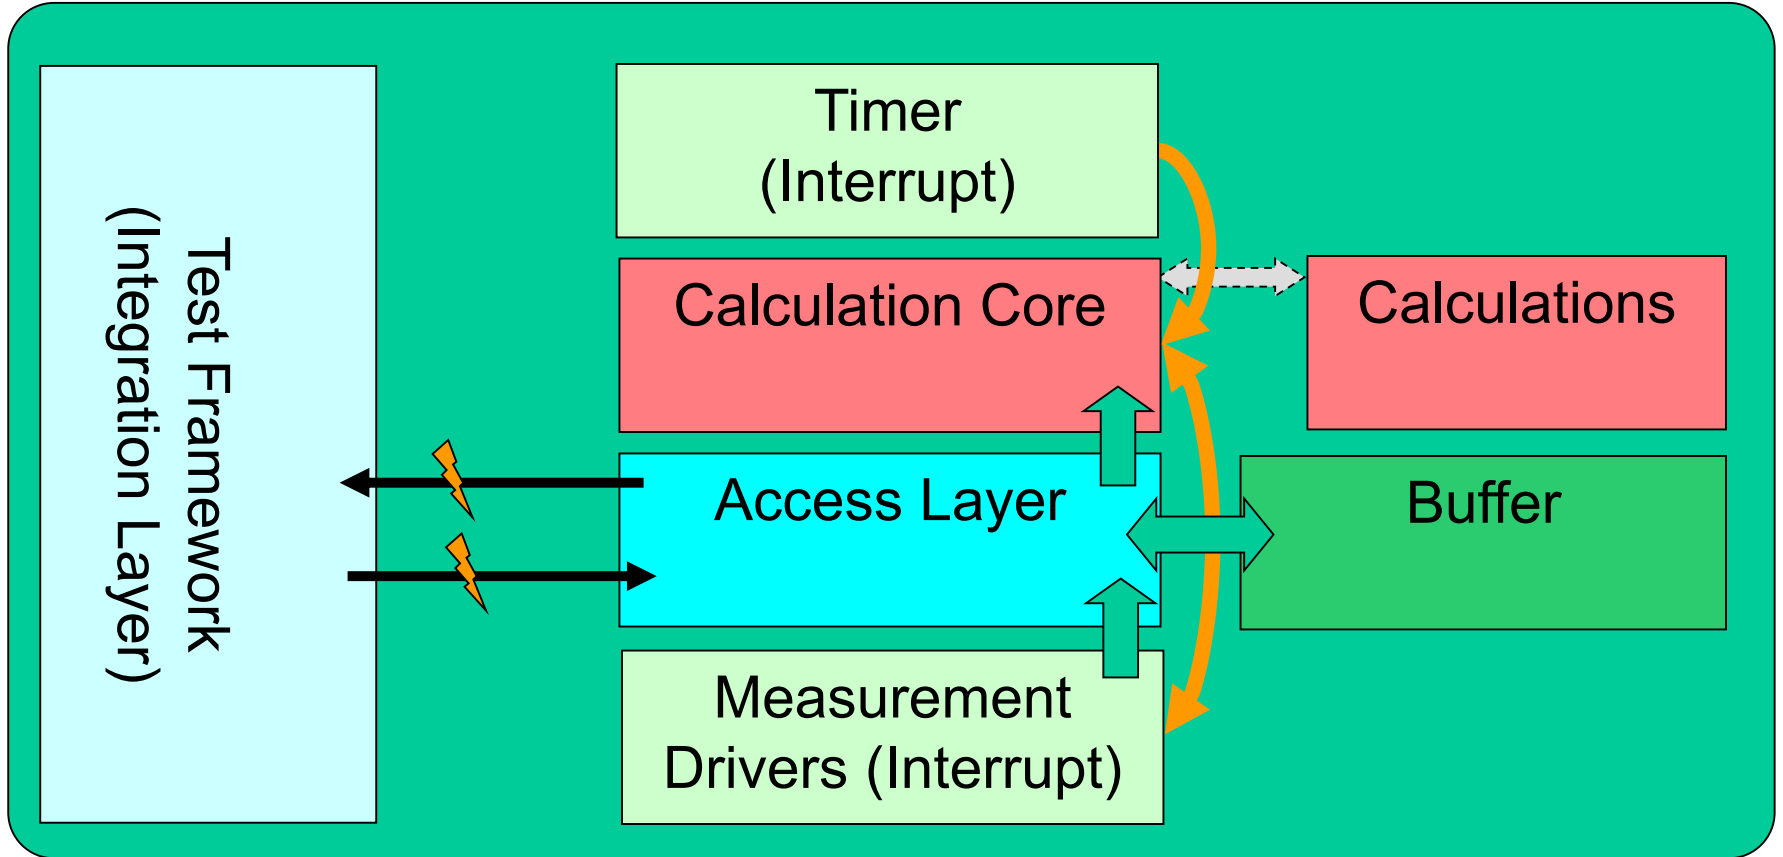 Test Framework
(Integration Layer)
Timer
(Interrupt)
Calculation Core
Calculations
Access Layer
Buffer
Measurement
Drivers (Interrupt)